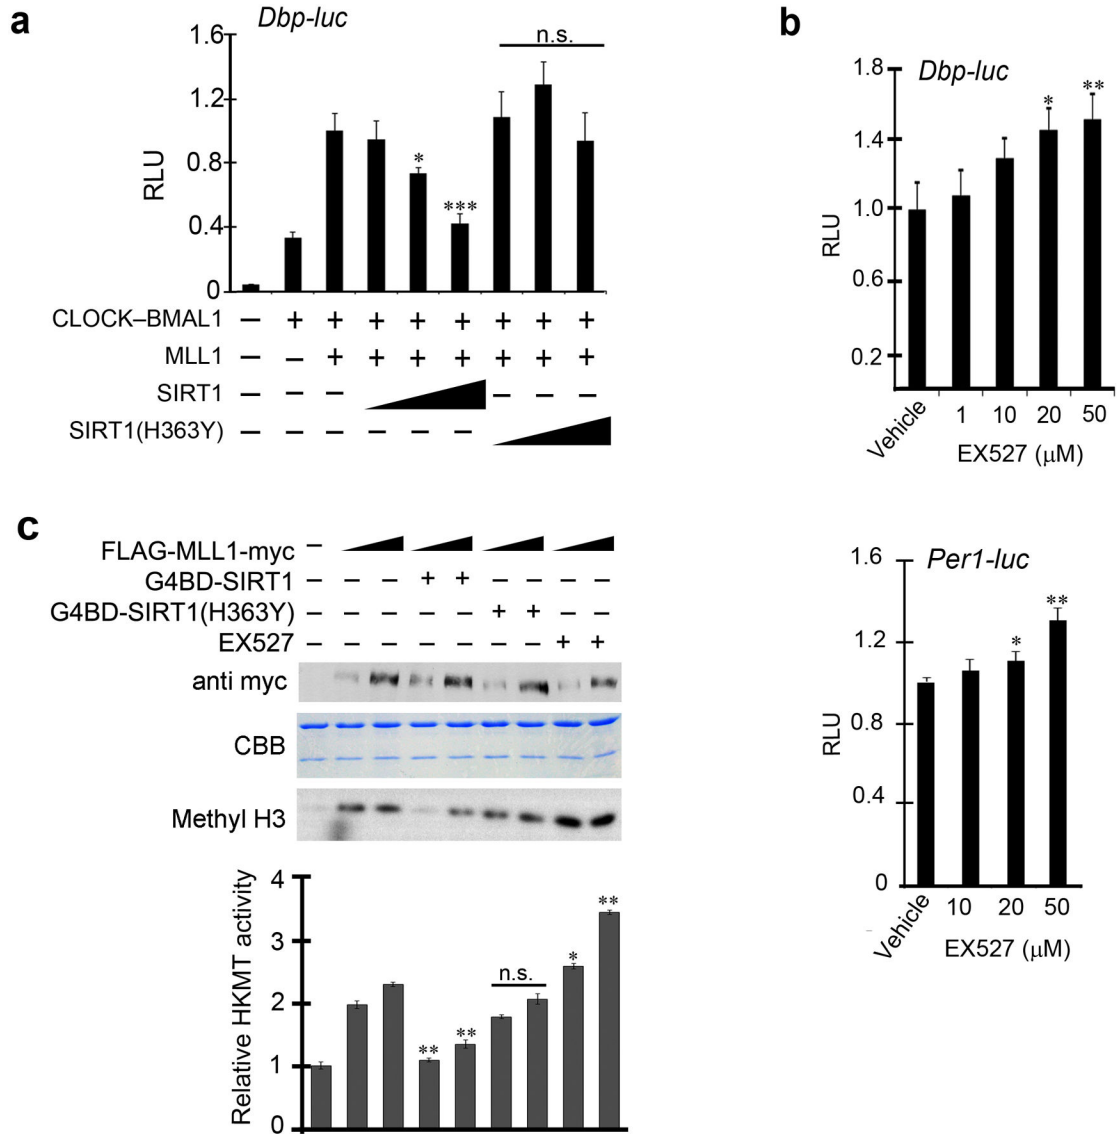 a
Dbp-luc
1.6
1.2
0.8
0.4
0
RLU
n.s.
*
***
CLOCK–BMAL1 – + + + + + + + +
MLL1 – – + + + + + + +
SIRT1 – – – – – –
SIRT1(H363Y) – – – – – –
b
Dbp-luc
1.8
1.4
1.0
0.6
0.2
RLU
* **
Vehicle 1 10 20 50
EX527 (μM)
Per1-luc
1.6
1.2
0.8
0.4
0
RLU
* **
Vehicle 10 20 50
EX527 (μM)
c
FLAG-MLL1-myc –
G4BD-SIRT1 – – – + + – – – –
G4BD-SIRT1(H363Y) – – – – – + + – –
EX527 – – – – – – – + +
anti myc
CBB
Methyl H3
Relative HKMT activity
4
3
2
1
0
** ** n.s. * **